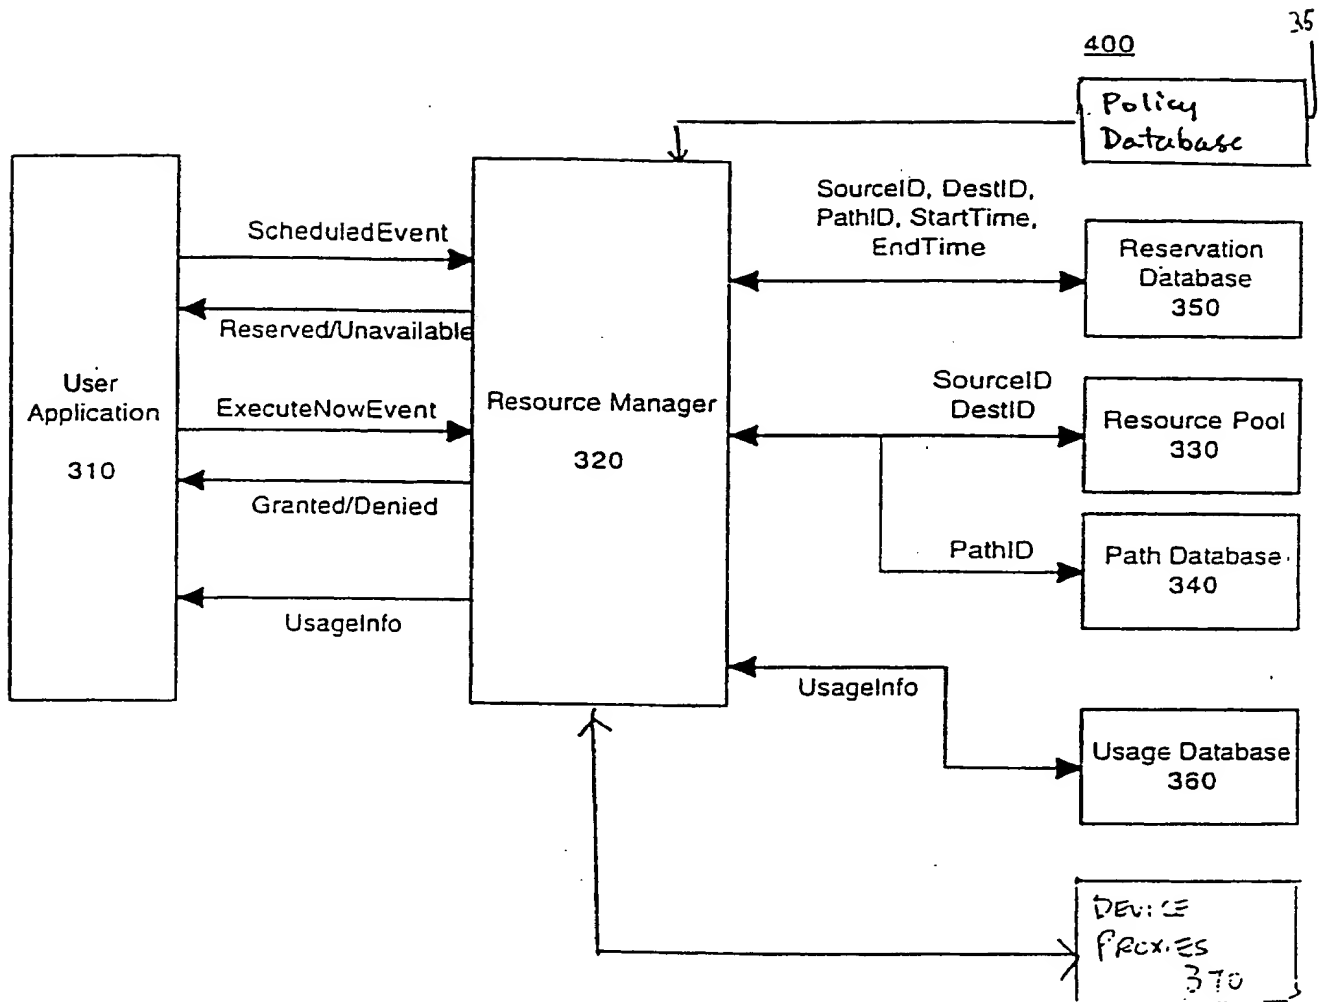 35
400
Policy
Database
SourceID, DestID,
PathID, StartTime,
EndTime
ScheduledEvent
Reservation
Database
350
Reserved/Unavailable
User
Application
310
ExecuteNowEvent
Resource Manager
320
SourceID
DestID
Resource Pool
330
Granted/Denied
PathID
Path Database
340
UsageInfo
UsageInfo
Usage Database
360
DEVICE
PROXIES
370